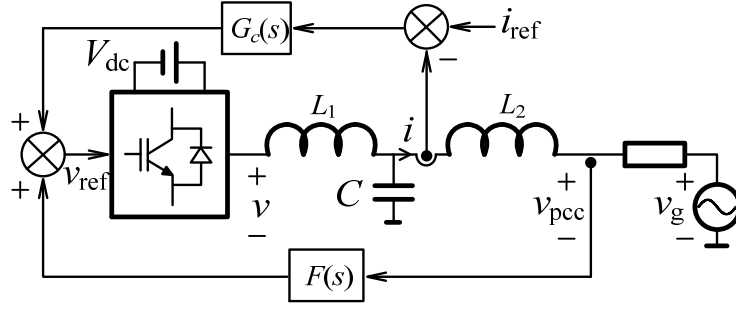 G_c(s)
i_ref
−
V_dc
L_1
L_2
i
+
+
v_ref
+
v
−
C
+
v_pcc
−
+
v_g
−
F(s)